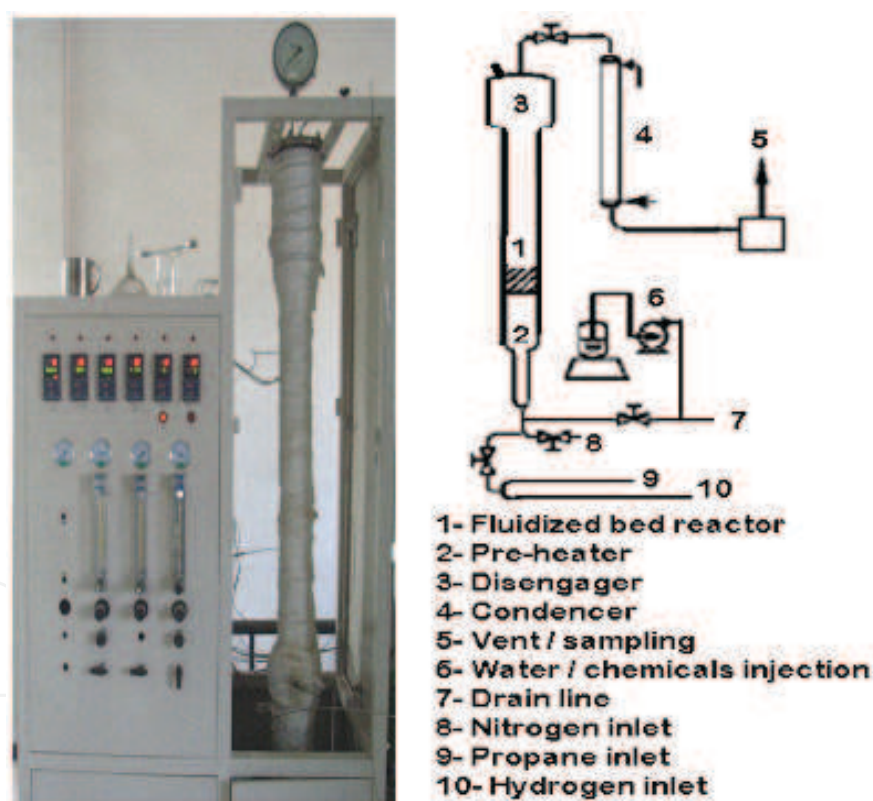 3
4
5
1
6
2
7
8
9
10
1- Fluidized bed reactor
2- Pre-heater
3- Disengager
4- Condencer
5- Vent / sampling
6- Water / chemicals injection
7- Drain line
8- Nitrogen inlet
9- Propane inlet
10- Hydrogen inlet